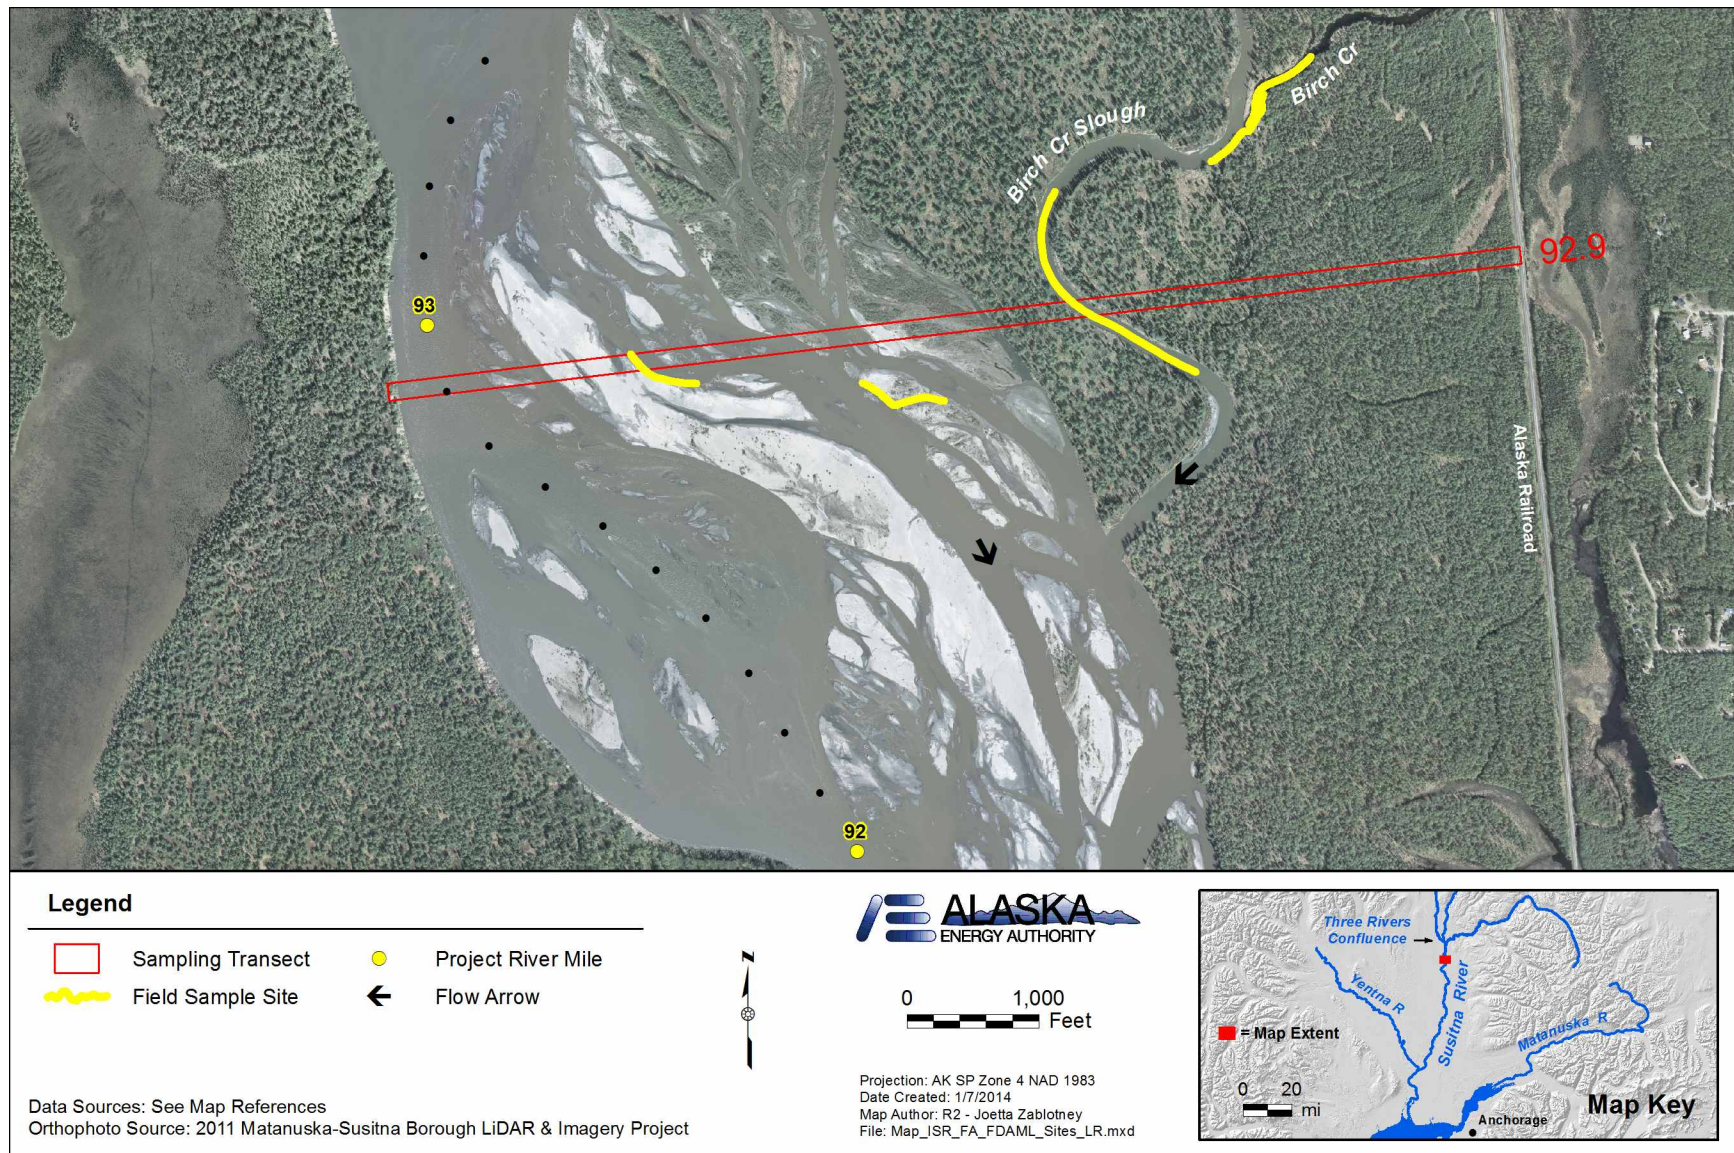 Birch Cr
Birch Cr Slough
92.9
93
Alaska Railroad
92
Legend
Sampling Transect
Project River Mile
Field Sample Site
Flow Arrow
Data Sources: See Map References
Orthophoto Source: 2011 Matanuska-Susitna Borough LiDAR & Imagery Project
N
ALASKA
ENERGY AUTHORITY
0 1,000
Feet
Projection: AK SP Zone 4 NAD 1983
Date Created: 1/7/2014
Map Author: R2 - Joetta Zablotney
File: Map_ISR_FA_FDAML_Sites_LR.mxd
Three Rivers
Confluence
Yentna R
Susitna River
Matanuska R
= Map Extent
0 20
mi
Anchorage
Map Key